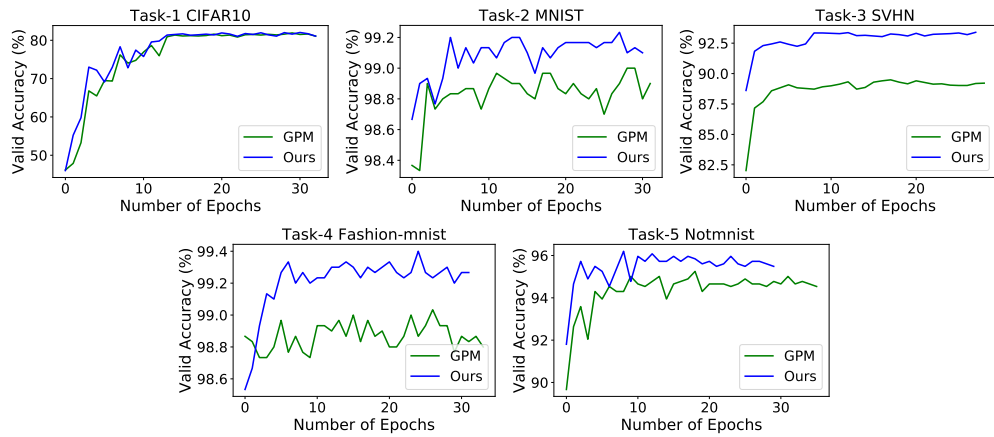 Task-1 CIFAR10
Valid Accuracy (%)
80
70
60
50
0 10 20 30
Number of Epochs
GPM
Ours
Task-2 MNIST
Valid Accuracy (%)
99.2
99.0
98.8
98.6
98.4
0 10 20 30
Number of Epochs
GPM
Ours
Task-3 SVHN
Valid Accuracy (%)
92.5
90.0
87.5
85.0
82.5
0 10 20
Number of Epochs
GPM
Ours
Task-4 Fashion-mnist
Valid Accuracy (%)
99.4
99.2
99.0
98.8
98.6
0 10 20 30
Number of Epochs
GPM
Ours
Task-5 Notmnist
Valid Accuracy (%)
96
94
92
90
0 10 20 30
Number of Epochs
GPM
Ours